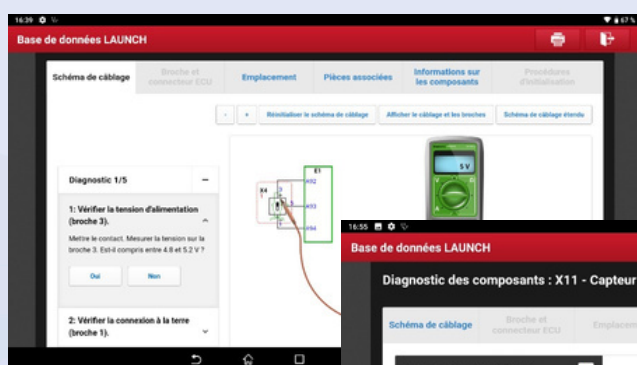 16:39
67 %
Base de données LAUNCH
Schéma de câblage
Broche et
connecteur ECU
Emplacement
Pièces associées
Informations sur
les composants
Procédures
d'initialisation
-
+
Réinitialiser le schéma de câblage
Afficher le câblage et les broches
Schéma de câblage étendu
Diagnostic 1/5
1: Vérifier la tension d'alimentation
(broche 3).
Mettre le contact. Mesurer la tension sur la
broche 3. Est-il compris entre 4.8 et 5.2 V ?
Oui
Non
2: Vérifier la connexion à la terre
(broche 1).
X4
E1
A92
A93
A94
5 V
16:55
Base de données LAUNCH
Diagnostic des composants : X11 - Capteur
Schéma de câblage
Broche et
connecteur ECU
Emplacem